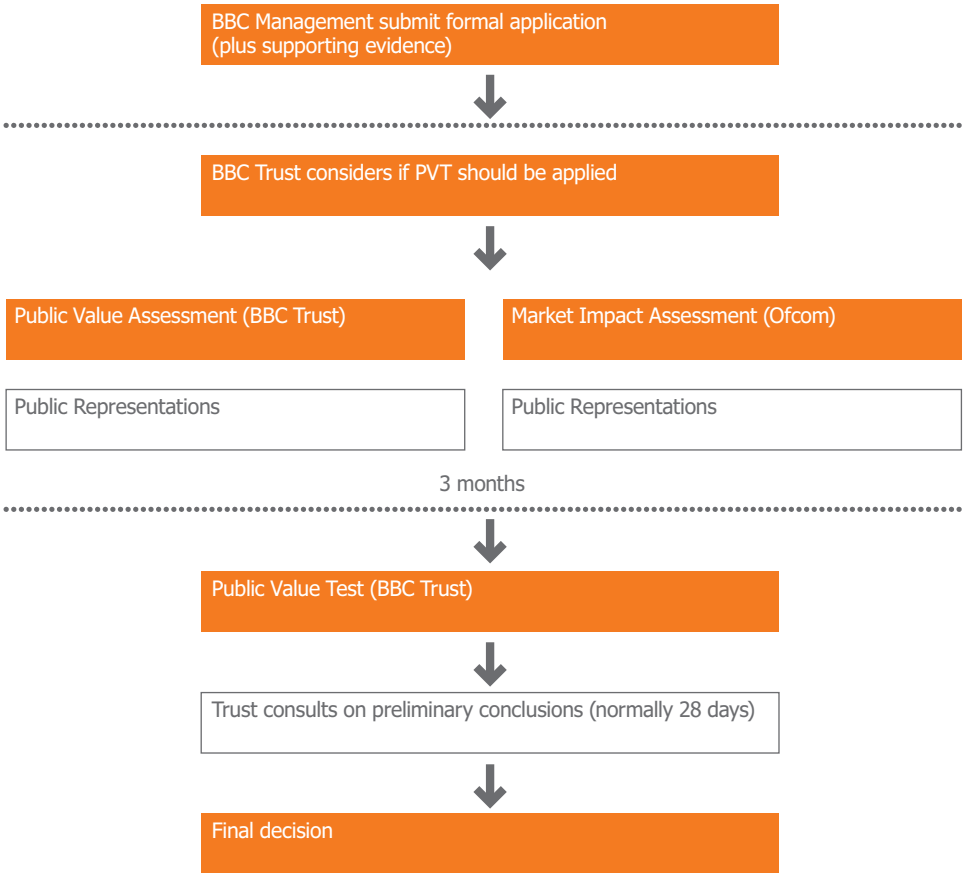 BBC Management submit formal application
(plus supporting evidence)
BBC Trust considers if PVT should be applied
Public Value Assessment (BBC Trust)
Market Impact Assessment (Ofcom)
Public Representations
Public Representations
3 months
Public Value Test (BBC Trust)
Trust consults on preliminary conclusions (normally 28 days)
Final decision